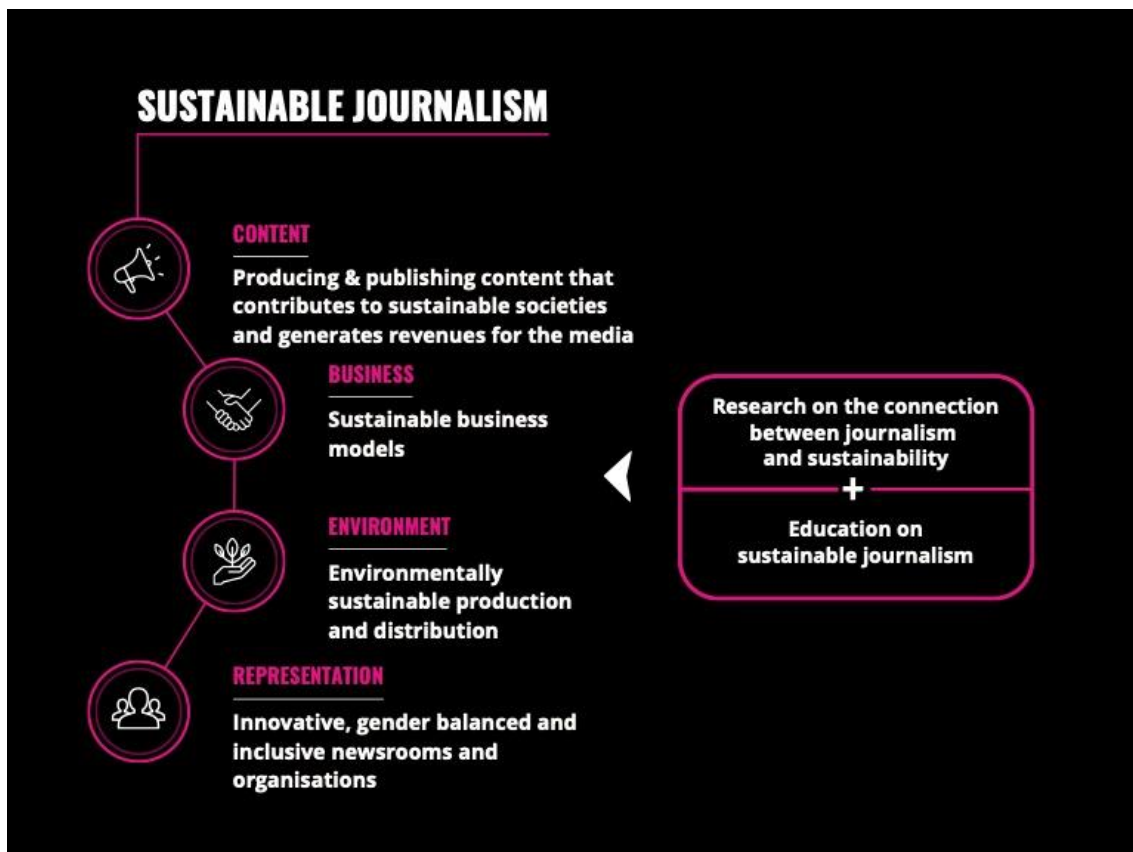 SUSTAINABLE JOURNALISM
CONTENT
Producing & publishing content that
contributes to sustainable societies
and generates revenues for the media
BUSINESS
Sustainable business
models
ENVIRONMENT
Environmentally
sustainable production
and distribution
REPRESENTATION
Innovative, gender balanced and
inclusive newsrooms and
organisations
Research on the connection
between journalism
and sustainability
+
Education on
sustainable journalism